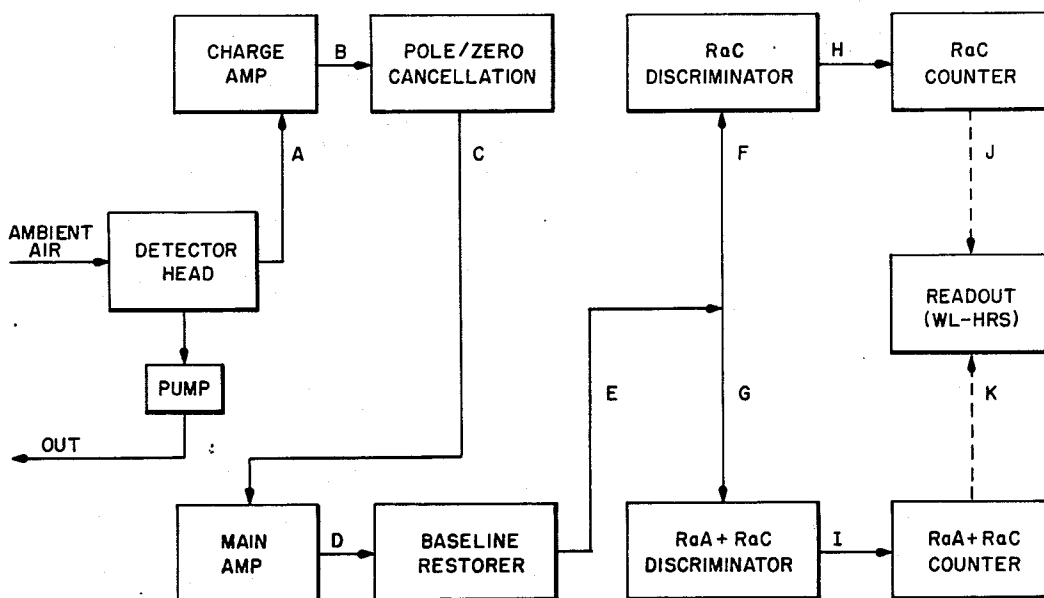 CHARGE
AMP
B
POLE/ZERO
CANCELLATION
RaC
DISCRIMINATOR
H
RaC
COUNTER
A
C
F
J
AMBIENT
AIR
DETECTOR
HEAD
READOUT
(WL-HRS)
PUMP
E
G
K
OUT
MAIN
AMP
D
BASELINE
RESTORER
RaA+RaC
DISCRIMINATOR
I
RaA+RaC
COUNTER